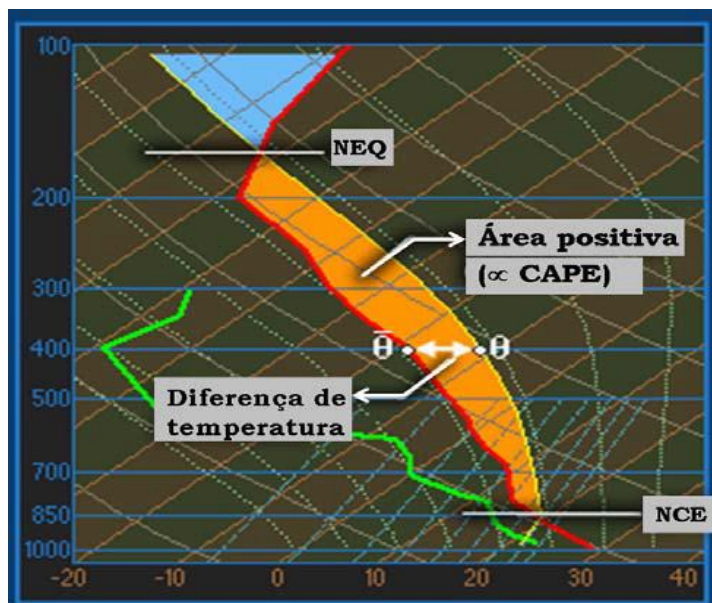 100
NEQ
200
Área positiva
(∝ CAPE)
300
θ̅ θ
400
Diferença de
temperatura
500
700
850
NCE
1000
-20 -10 0 10 20 30 40